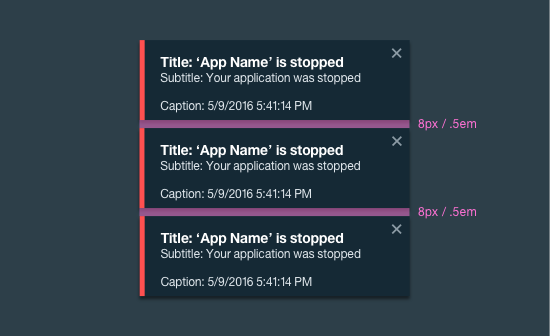 Title: ‘App Name’ is stopped
Subtitle: Your application was stopped
Caption: 5/9/2016 5:41:14 PM
8px / .5em
Title: ‘App Name’ is stopped
Subtitle: Your application was stopped
Caption: 5/9/2016 5:41:14 PM
8px / .5em
Title: ‘App Name’ is stopped
Subtitle: Your application was stopped
Caption: 5/9/2016 5:41:14 PM